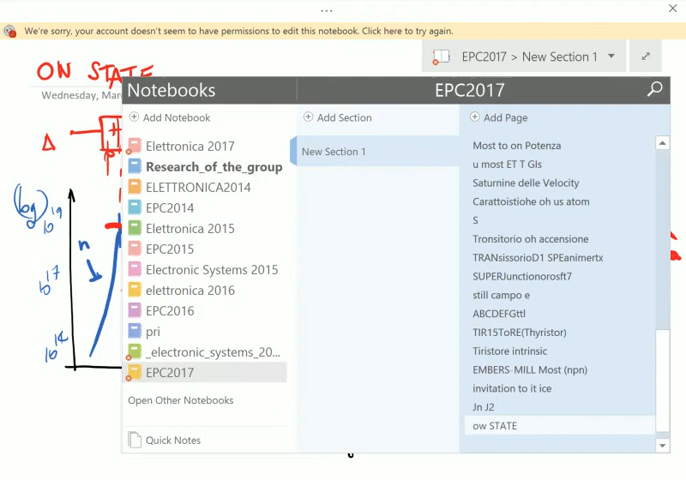 We're sorry, your account doesn't seem to have permissions to edit this notebook. Click here to try again.
EPC2017 > New Section 1
ON STATE
Wednesday, Mar
Notebooks
EPC2017
Add Notebook
Add Section
Add Page
Elettronica 2017
Research_of_the_group
ELETTRONICA2014
EPC2014
Elettronica 2015
EPC2015
Electronic Systems 2015
elettronica 2016
EPC2016
pri
_electronic_systems_20...
EPC2017
Open Other Notebooks
Quick Notes
New Section 1
Most to on Potenza
u most ET T GIs
Saturnine delle Velocity
Carattoistiohe oh us atom
S
Tronsitorio oh accensione
TRANsissorioD1 SPEanimertx
SUPERJunctionorosft7
still campo e
ABCDEFGttl
TIR15ToRE(Thyristor)
Tiristore intrinsic
EMBERS-MILL Most (npn)
invitation to it ice
Jn J2
ow STATE
Δ
+
p
(log)
10 19
n
10 17
10 14